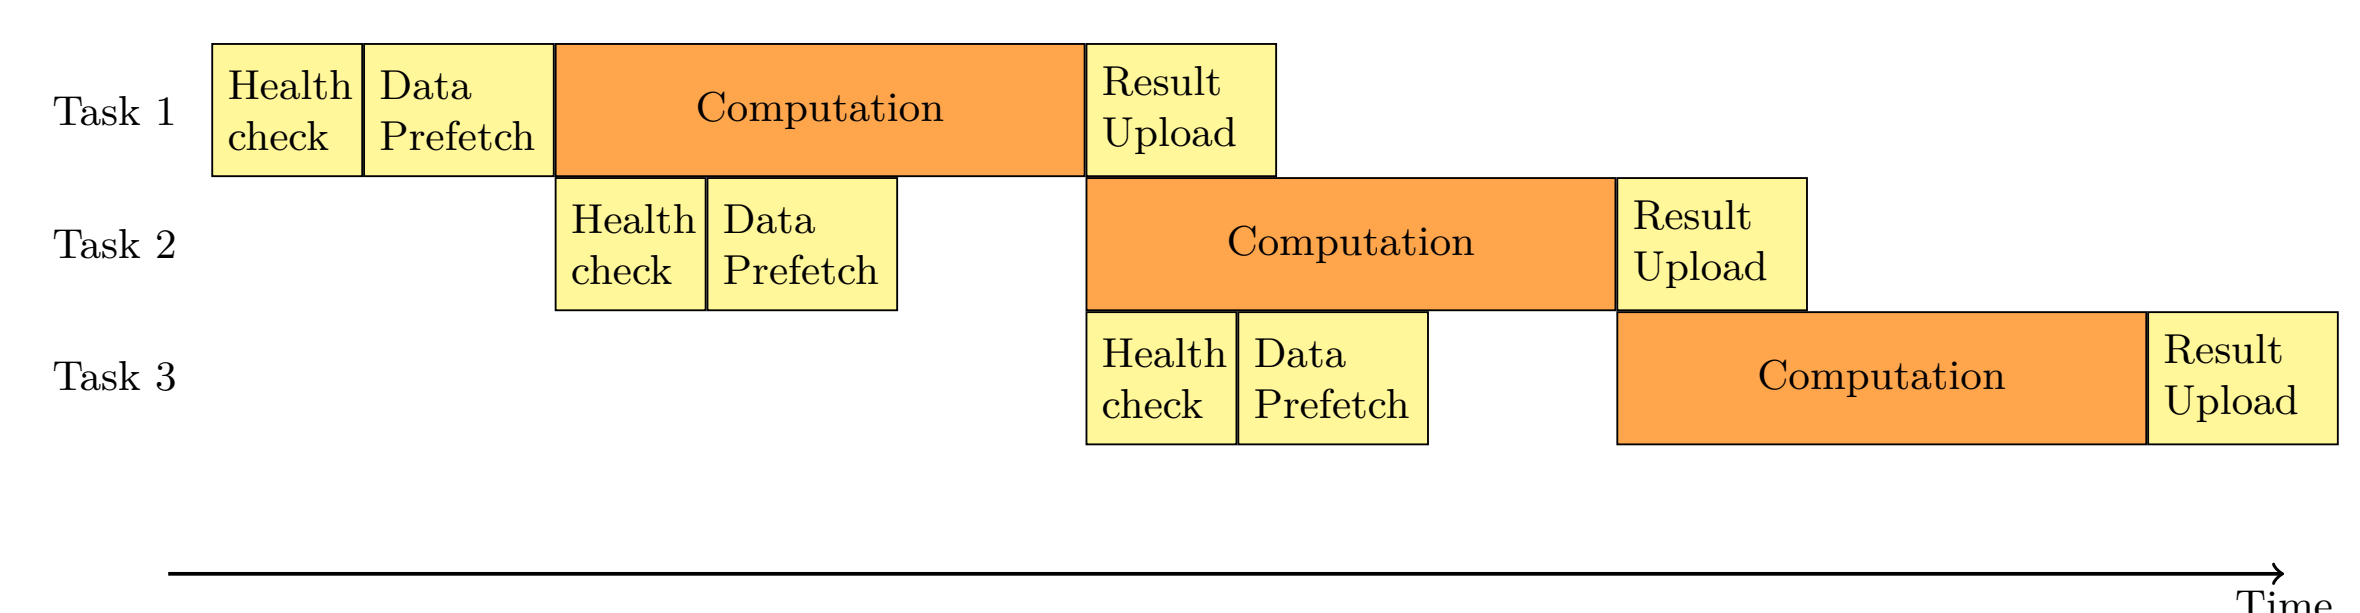 Task 1
Health
check
Data
Prefetch
Computation
Result
Upload
Task 2
Health
check
Data
Prefetch
Computation
Result
Upload
Task 3
Health
check
Data
Prefetch
Computation
Result
Upload
Time